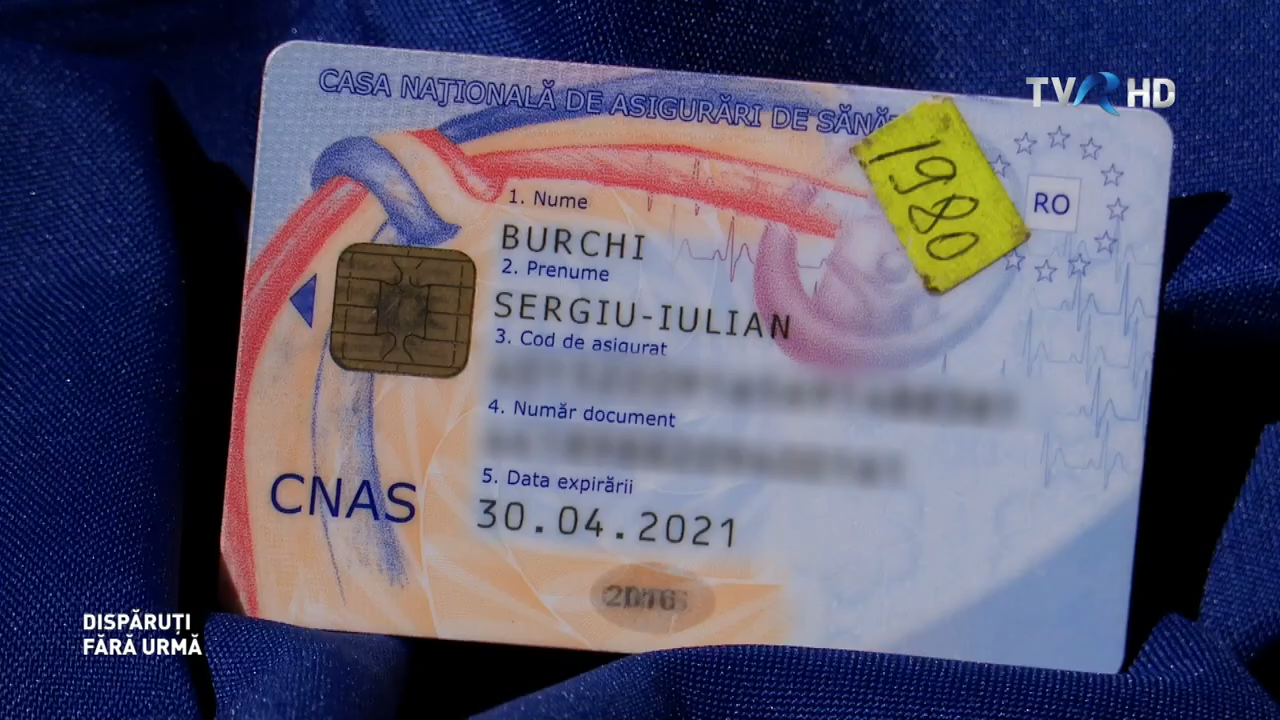 TVR HD
CASA NAŢIONALĂ DE ASIGURĂRI DE SĂNĂ
1980
RO
1. Nume
BURCHI
2. Prenume
SERGIU-IULIAN
3. Cod de asigurat
4. Număr document
5. Data expirării
30.04.2021
CNAS
DISPĂRUȚI
FĂRĂ URMĂ